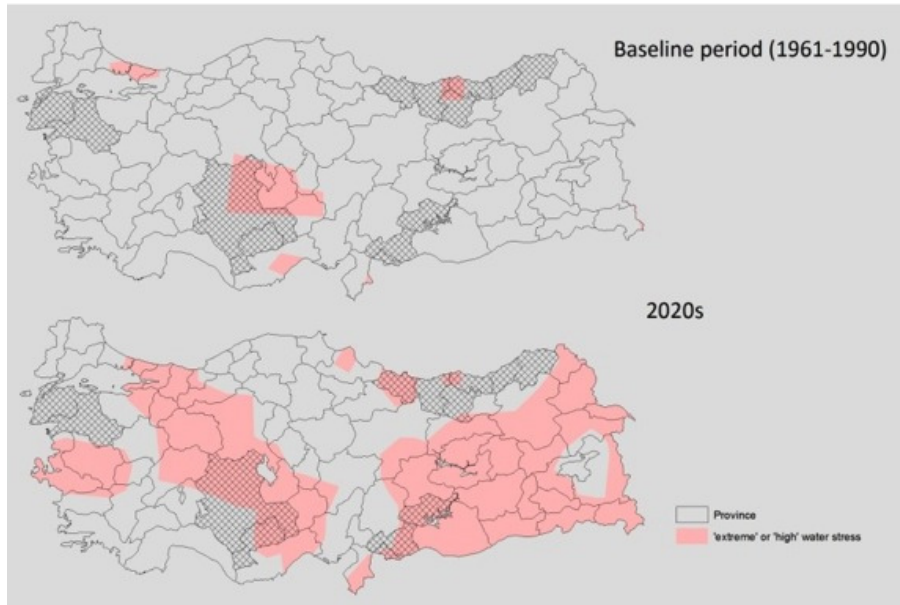 Baseline period (1961-1990)
2020s
Province
'extreme' or 'high' water stress